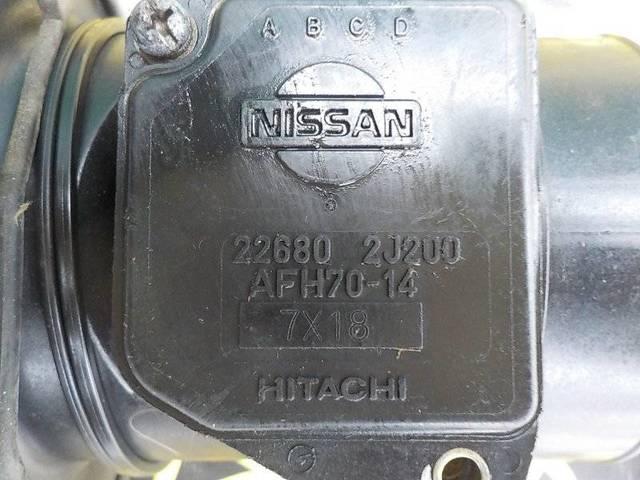 A B C D
NISSAN
22680 2J200
AFH70-14
7X18
HITACHI